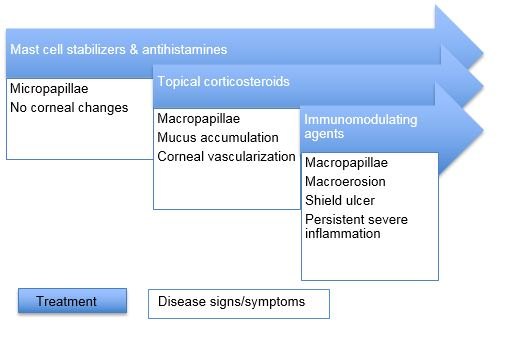 Mast cell stabilizers & antihistamines
Micropapillae
No corneal changes
Topical corticosteroids
Macropapillae
Mucus accumulation
Corneal vascularization
Immunomodulating
agents
Macropapillae
Macroerosion
Shield ulcer
Persistent severe
inflammation
Treatment
Disease signs/symptoms